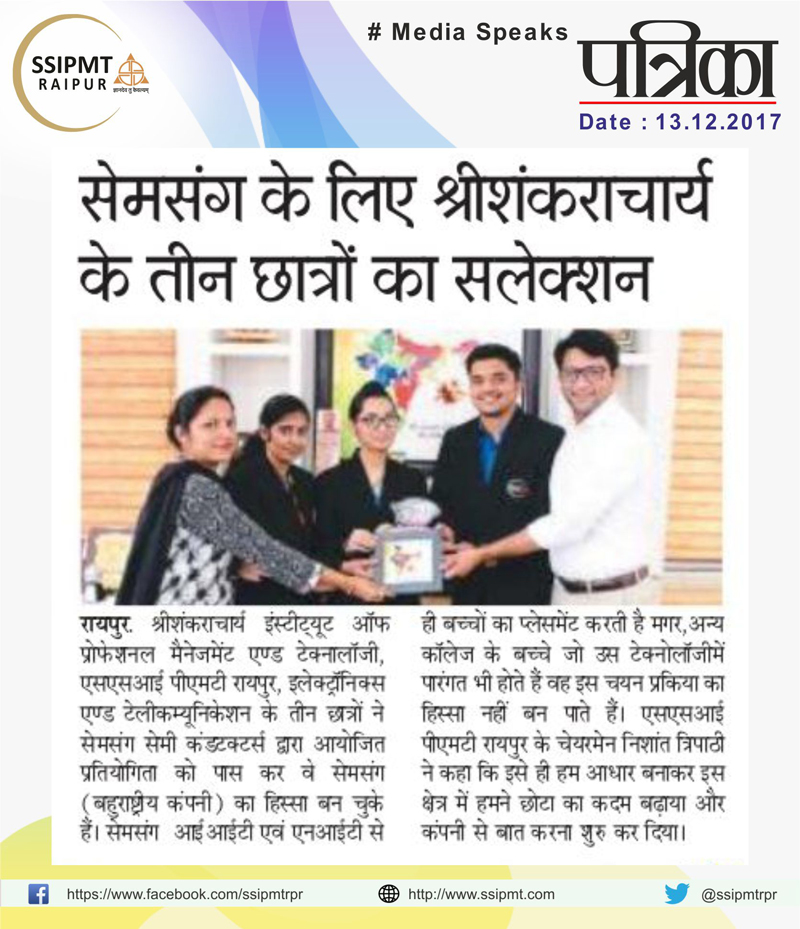 SSIPMT
RAIPUR
ज्ञानदेव तु कैवल्यम्
# Media Speaks
पत्रिका
Date : 13.12.2017
सेमसंग के लिए श्रीशंकराचार्य
के तीन छात्रों का सलेक्शन
रायपुर. श्रीशंकराचार्य इंस्टीट्यूट ऑफ
प्रोफेशनल मैनेजमेंट एण्ड टेक्नालॉजी,
एसएसआई पीएमटी रायपुर, इलेक्ट्रॉनिक्स
एण्ड टेलीकम्यूनिकेशन के तीन छात्रों ने
सेमसंग सेमी कंडटक्टर्स द्वारा आयोजित
प्रतियोगिता को पास कर वे सेमसंग
(बहुराष्ट्रीय कंपनी) का हिस्सा बन चुके
हैं। सेमसंग आईआईटी एवं एनआईटी से
ही बच्चों का प्लेसमेंट करती है मगर,अन्य
कॉलेज के बच्चे जो उस टेक्नोलॉजीमें
पारंगत भी होते हैं वह इस चयन प्रकिया का
हिस्सा नहीं बन पाते हैं। एसएसआई
पीएमटी रायपुर के चेयरमेन निशांत त्रिपाठी
ने कहा कि इसे ही हम आधार बनाकर इस
क्षेत्र में हमने छोटा का कदम बढ़ाया और
कंपनी से बात करना शुरु कर दिया।
https://www.facebook.com/ssipmtrpr
http://www.ssipmt.com
@ssipmtrpr